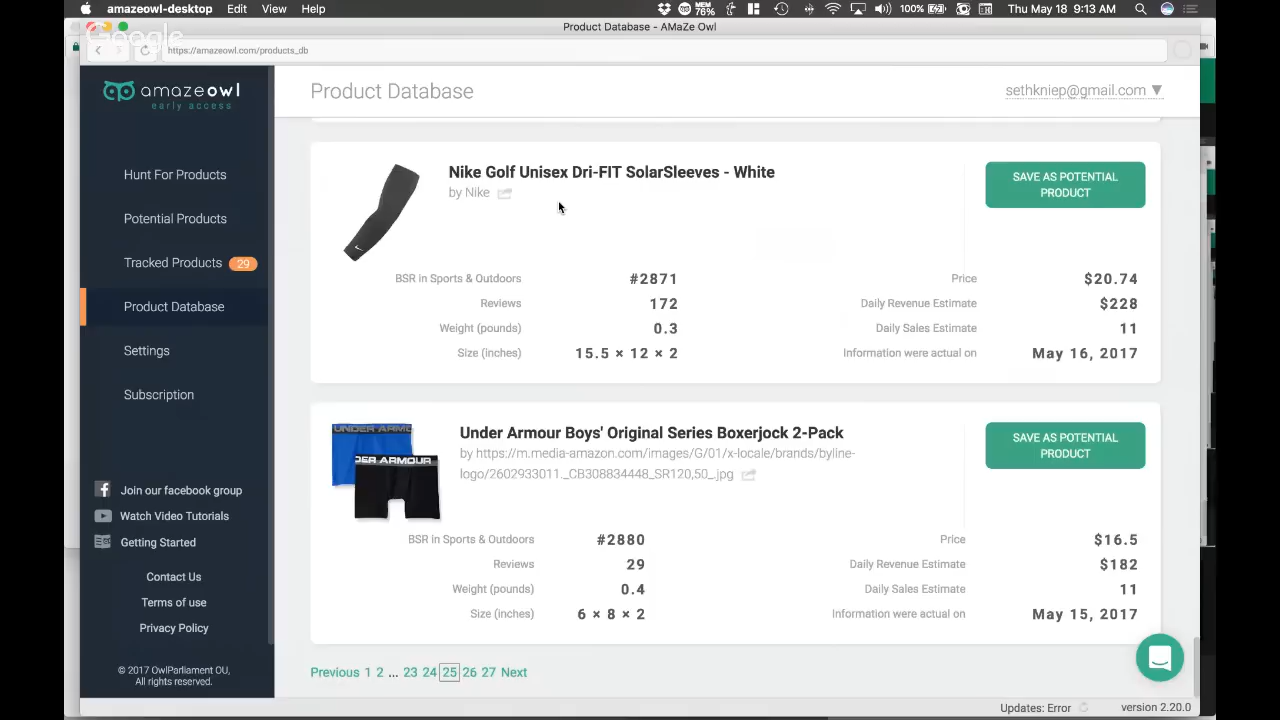 amazeowl-desktop Edit View Help
100% Thu May 18 9:13 AM
Product Database - AMaZe Owl
Google
https://amazeowl.com/products_db
amazeowl
early access
Product Database
sethkniep@gmail.com ▼
Hunt For Products
Potential Products
Tracked Products 29
Product Database
Settings
Subscription
Join our facebook group
Watch Video Tutorials
Getting Started
Contact Us
Terms of use
Privacy Policy
© 2017 OwlParliament OU,
All rights reserved.
Nike Golf Unisex Dri-FIT SolarSleeves - White
by Nike
SAVE AS POTENTIAL
PRODUCT
BSR in Sports & Outdoors #2871 Price $20.74
Reviews 172 Daily Revenue Estimate $228
Weight (pounds) 0.3 Daily Sales Estimate 11
Size (inches) 15.5 × 12 × 2 Information were actual on May 16, 2017
UNDER ARMOUR
Under Armour Boys' Original Series Boxerjock 2-Pack
by https://m.media-amazon.com/images/G/01/x-locale/brands/byline-
logo/2602933011._CB308834448_SR120,50_.jpg
SAVE AS POTENTIAL
PRODUCT
BSR in Sports & Outdoors #2880 Price $16.5
Reviews 29 Daily Revenue Estimate $182
Weight (pounds) 0.4 Daily Sales Estimate 11
Size (inches) 6 × 8 × 2 Information were actual on May 15, 2017
Previous 1 2 ... 23 24 25 26 27 Next
Updates: Error version 2.20.0